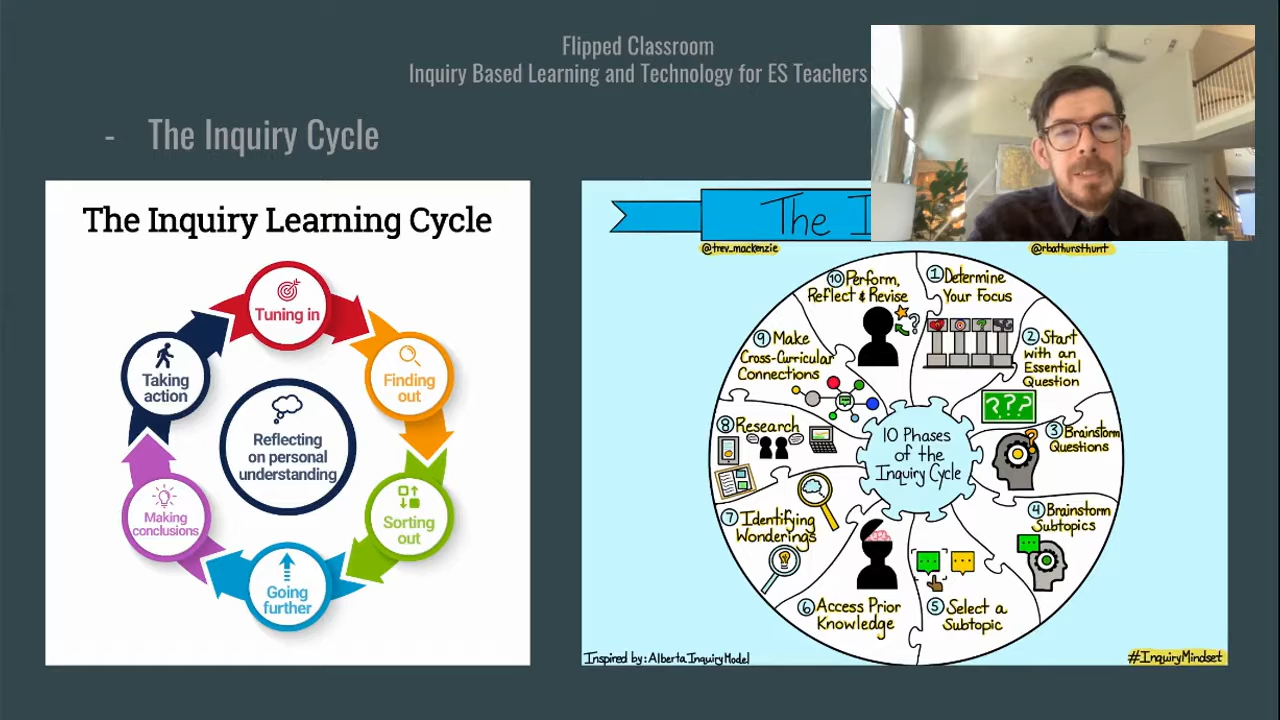 Flipped Classroom
Inquiry Based Learning and Technology for ES Teachers
- The Inquiry Cycle
The Inquiry Learning Cycle
Tuning in
Finding
out
Sorting
out
Going
further
Making
conclusions
Taking
action
Reflecting
on personal
understanding
The
@trev_mackenzie
@rbathursthunt
① Determine
Your Focus
② Start
with an
Essential
Question
???
③ Brainstorm
Questions
④ Brainstorm
Subtopics
⑤ Select a
Subtopic
⑥ Access Prior
Knowledge
⑦ Identifying
Wonderings
⑧ Research
⑨ Make
Cross-Curricular
Connections
⑩ Perform,
Reflect & Revise
?
10 Phases
of the
Inquiry Cycle
Inspired by: Alberta Inquiry Model
#InquiryMindset